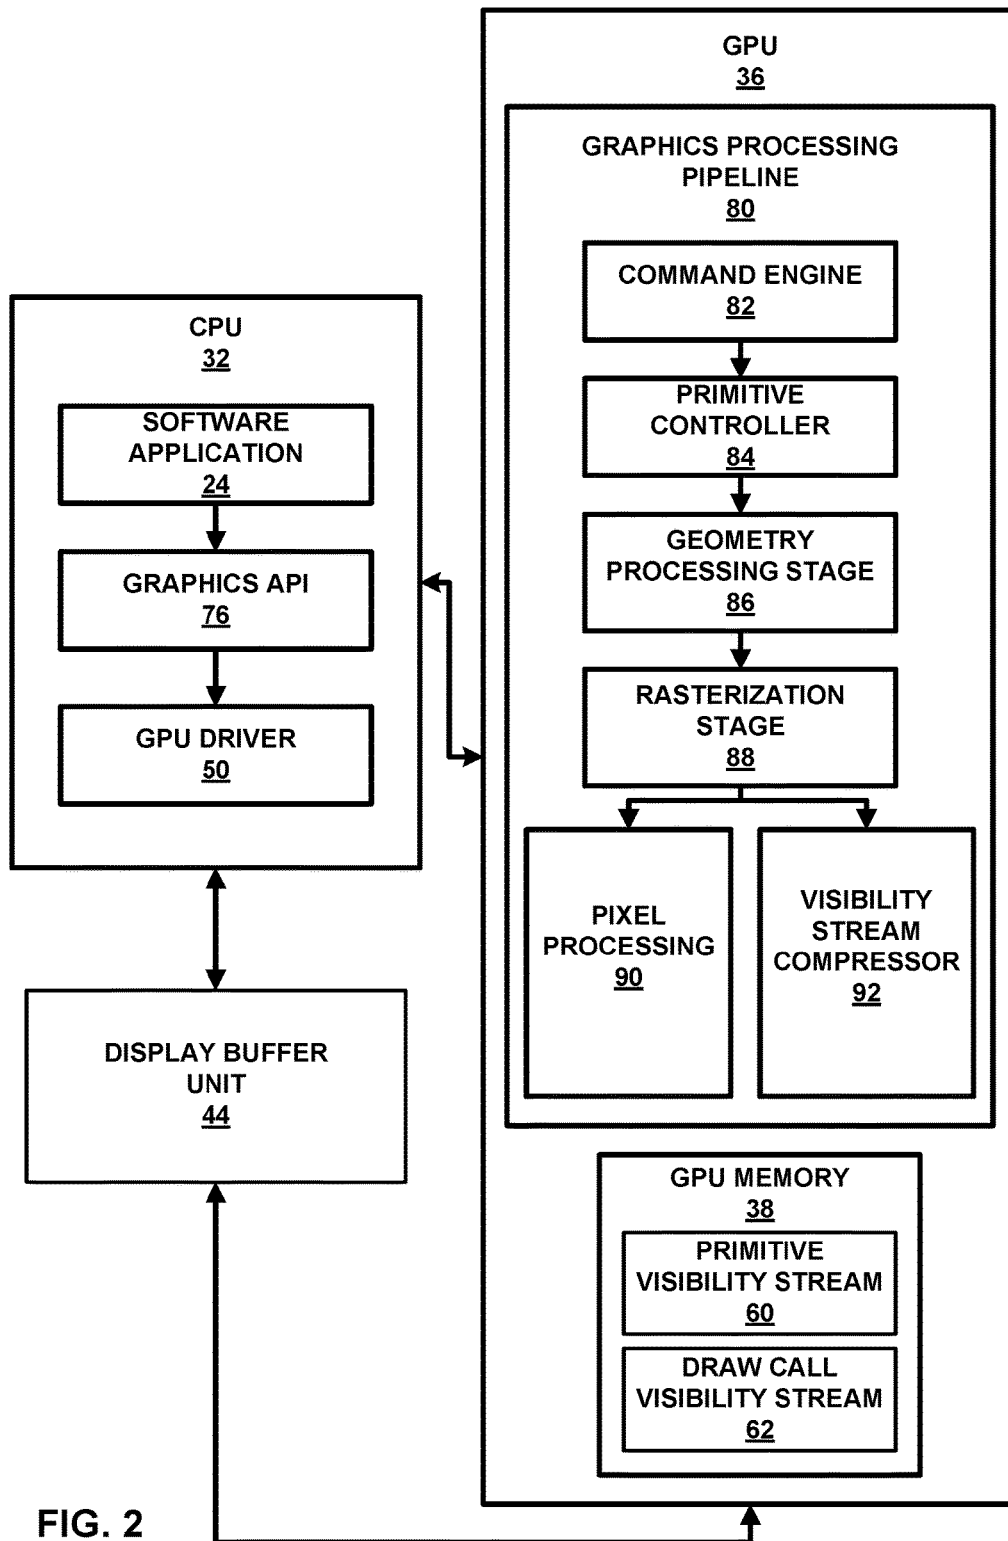 GPU
36
GRAPHICS PROCESSING
PIPELINE
80
COMMAND ENGINE
82
PRIMITIVE
CONTROLLER
84
GEOMETRY
PROCESSING STAGE
86
RASTERIZATION
STAGE
88
PIXEL
PROCESSING
90
VISIBILITY
STREAM
COMPRESSOR
92
GPU MEMORY
38
PRIMITIVE
VISIBILITY STREAM
60
DRAW CALL
VISIBILITY STREAM
62
CPU
32
SOFTWARE
APPLICATION
24
GRAPHICS API
76
GPU DRIVER
50
DISPLAY BUFFER
UNIT
44
FIG. 2